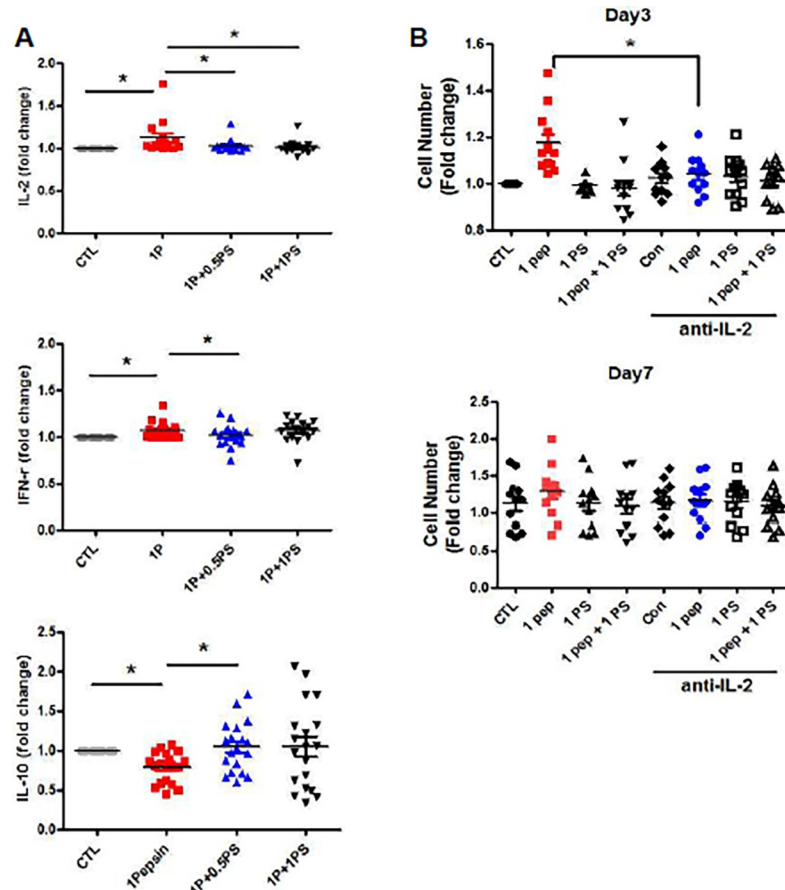 A
IL-2 (fold change)
2.0
1.6
1.0
0.5
0.0
*
*
*
CTL
1P
1P+0.5PS
1P+1PS
IFN-r (fold change)
2.0
1.5
1.0
0.5
0.0
*
*
CTL
1P
1P+0.5PS
1P+1PS
IL-10 (fold change)
2.5
2.0
1.5
1.0
0.5
0.0
*
*
CTL
1Pepsin
1P+0.5PS
1P+1PS
B
Day3
Cell Number
(Fold change)
1.6
1.4
1.2
1.0
0.8
*
CTL
1 pep
1 PS
1 pep + 1 PS
Con
1 pep
1 PS
1 pep + 1 PS
anti-IL-2
Day7
Cell Number
(Fold change)
2.5
2.0
1.5
1.0
0.5
0.0
CTL
1 pep
1 PS
1 pep + 1 PS
Con
1 pep
1 PS
1 pep + 1 PS
anti-IL-2